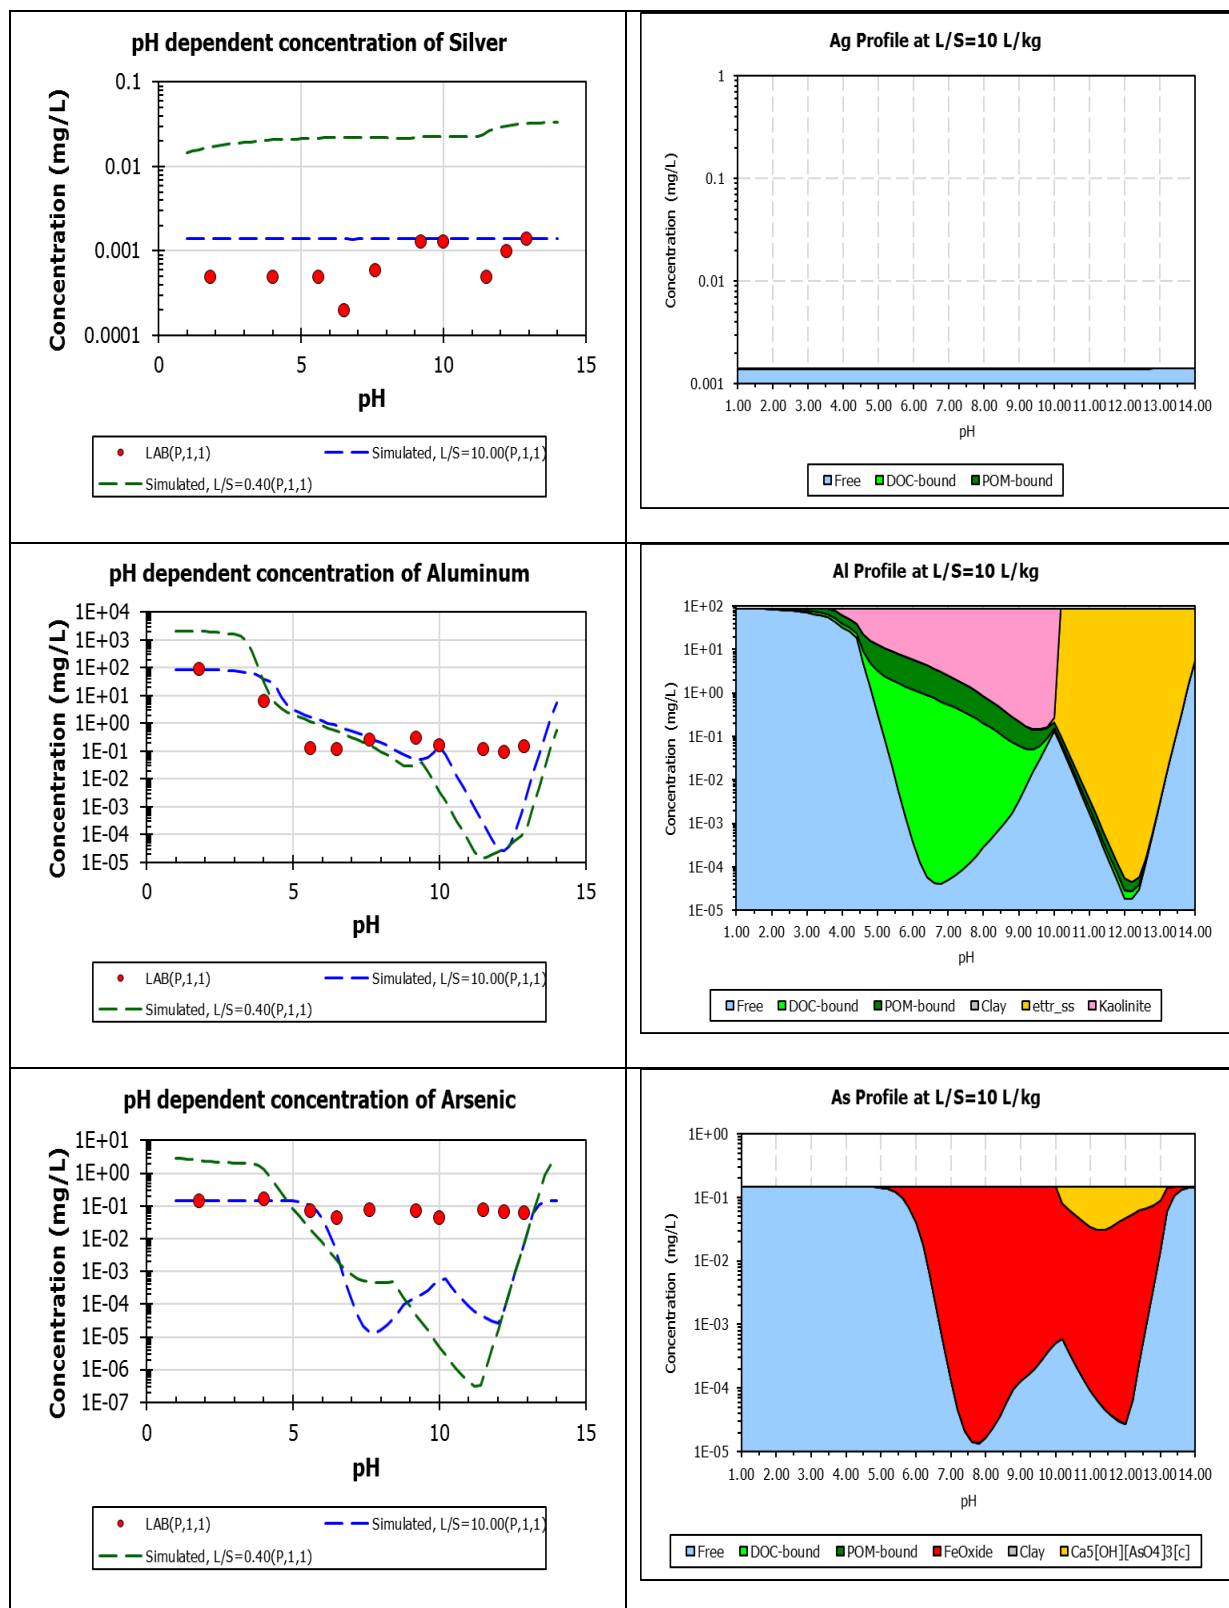 pH dependent concentration of Silver
Concentration (mg/L)
0.1
0.01
0.001
0.0001
0 5 10 15
pH
LAB(P,1,1) Simulated, L/S=10.00(P,1,1)
Simulated, L/S=0.40(P,1,1)
Ag Profile at L/S=10 L/kg
Concentration (mg/L)
1
0.1
0.01
0.001
1.00 2.00 3.00 4.00 5.00 6.00 7.00 8.00 9.00 10.00 11.00 12.00 13.00 14.00
pH
Free DOC-bound POM-bound
pH dependent concentration of Aluminum
Concentration (mg/L)
1E+04
1E+03
1E+02
1E+01
1E+00
1E-01
1E-02
1E-03
1E-04
1E-05
0 5 10 15
pH
LAB(P,1,1) Simulated, L/S=10.00(P,1,1)
Simulated, L/S=0.40(P,1,1)
Al Profile at L/S=10 L/kg
Concentration (mg/L)
1E+02
1E+01
1E+00
1E-01
1E-02
1E-03
1E-04
1E-05
1.00 2.00 3.00 4.00 5.00 6.00 7.00 8.00 9.00 10.00 11.00 12.00 13.00 14.00
pH
Free DOC-bound POM-bound Clay ettr_ss Kaolinite
pH dependent concentration of Arsenic
Concentration (mg/L)
1E+01
1E+00
1E-01
1E-02
1E-03
1E-04
1E-05
1E-06
1E-07
0 5 10 15
pH
LAB(P,1,1) Simulated, L/S=10.00(P,1,1)
Simulated, L/S=0.40(P,1,1)
As Profile at L/S=10 L/kg
Concentration (mg/L)
1E+00
1E-01
1E-02
1E-03
1E-04
1E-05
1.00 2.00 3.00 4.00 5.00 6.00 7.00 8.00 9.00 10.00 11.00 12.00 13.00 14.00
pH
Free DOC-bound POM-bound FeOxide Clay Ca5[OH][AsO4]3[c]